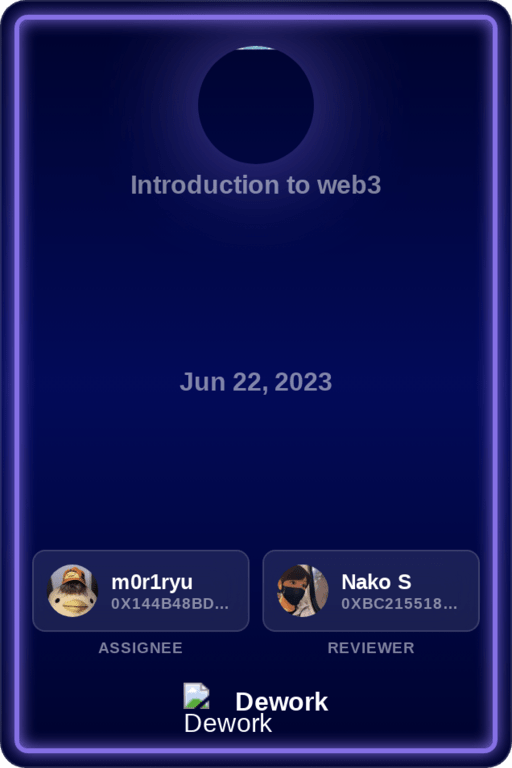 Introduction to web3
Jun 22, 2023
m0r1ryu
0X144B48BD...
ASSIGNEE
Nako S
0XBC215518...
REVIEWER
Dework
Dework